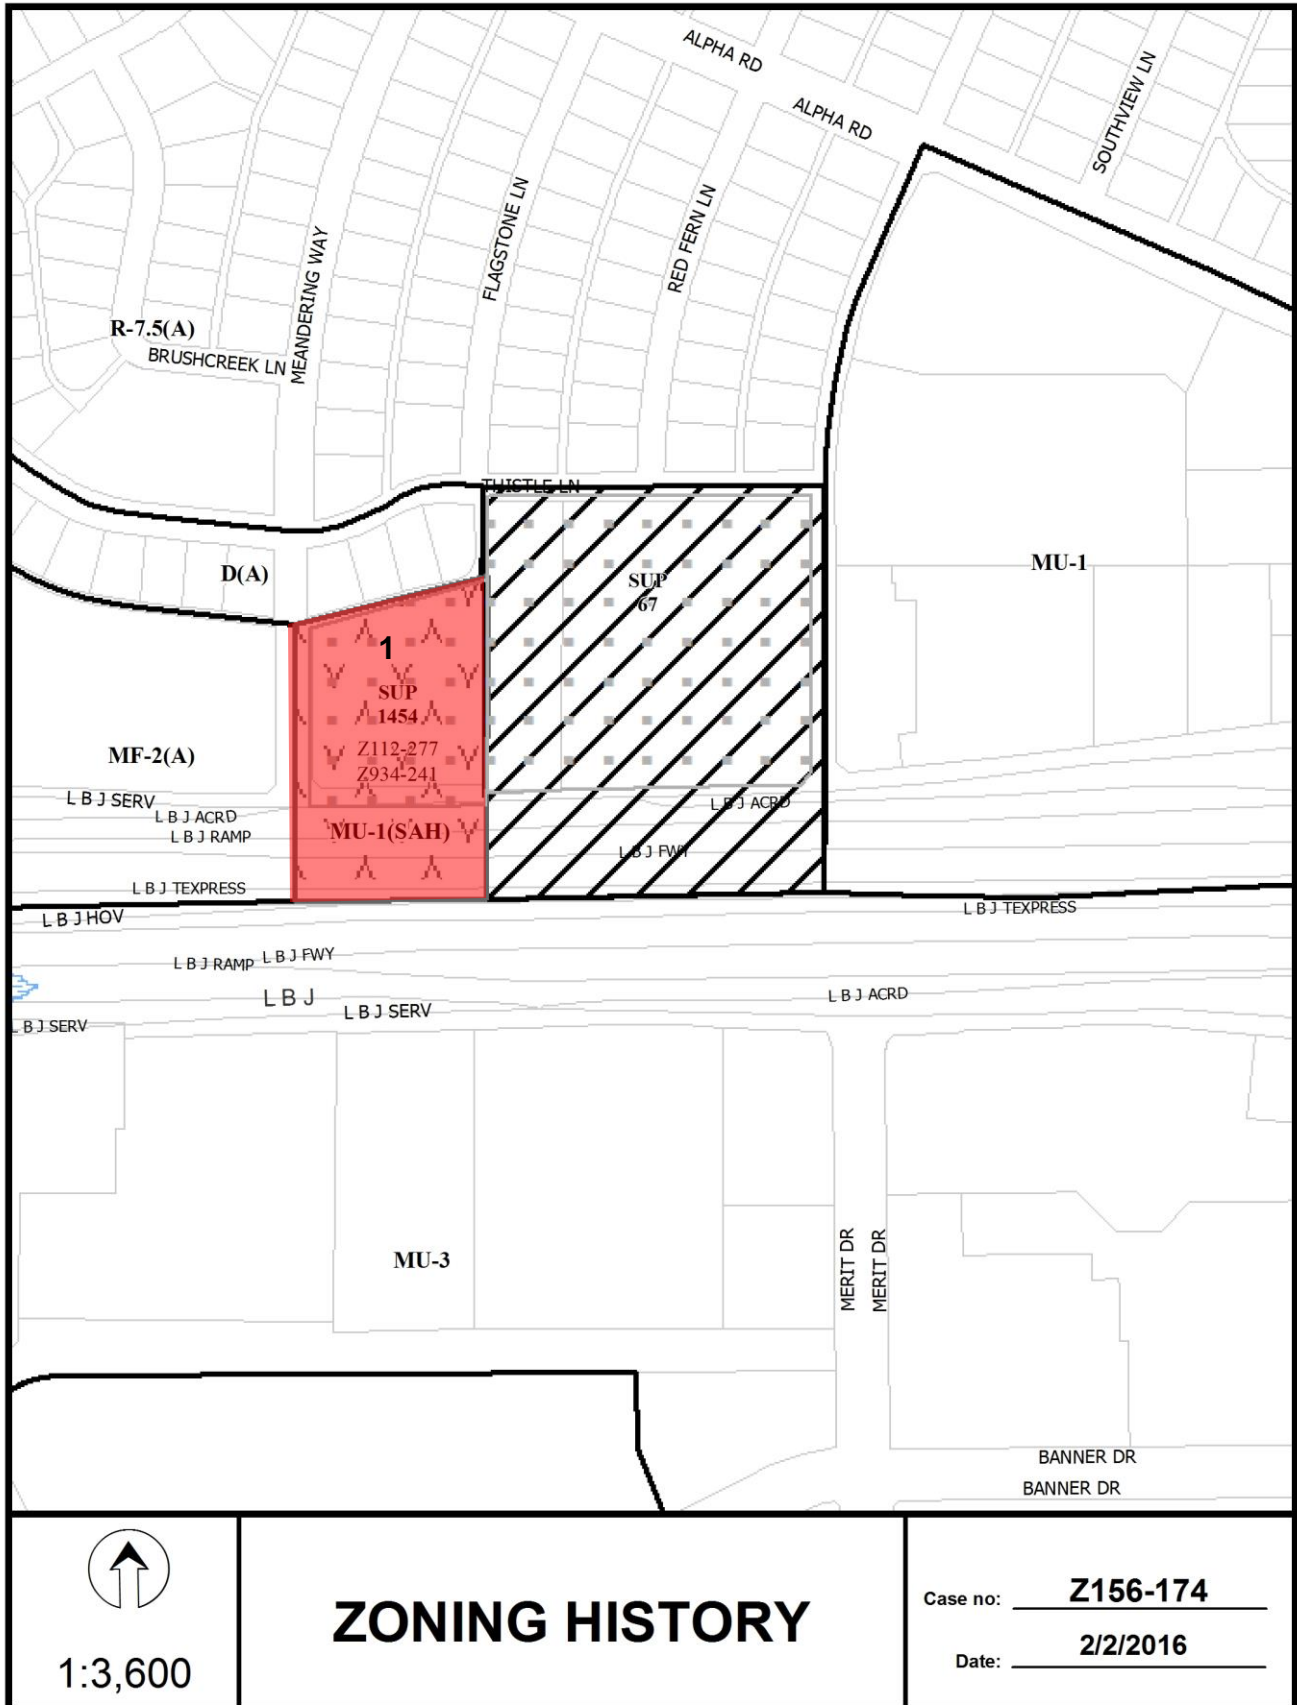 ALPHA RD
ALPHA RD
SOUTHVIEW LN
FLAGSTONE LN
RED FERN LN
MEANDERING WAY
R-7.5(A)
BRUSHCREEK LN
THISTLE LN
D(A)
SUP
67
MU-1
1
SUP
1454
Z112-277
Z934-241
MF-2(A)
L B J SERV
L B J ACRD
L B J RAMP
MU-1(SAH)
L B J ACRD
L B J FWY
L B J TEXPRESS
L B J HOV
L B J TEXPRESS
L B J RAMP
L B J FWY
L B J
L B J SERV
L B J ACRD
L B J SERV
MERIT DR
MERIT DR
MU-3
BANNER DR
BANNER DR
1:3,600
ZONING HISTORY
Case no: Z156-174
Date: 2/2/2016